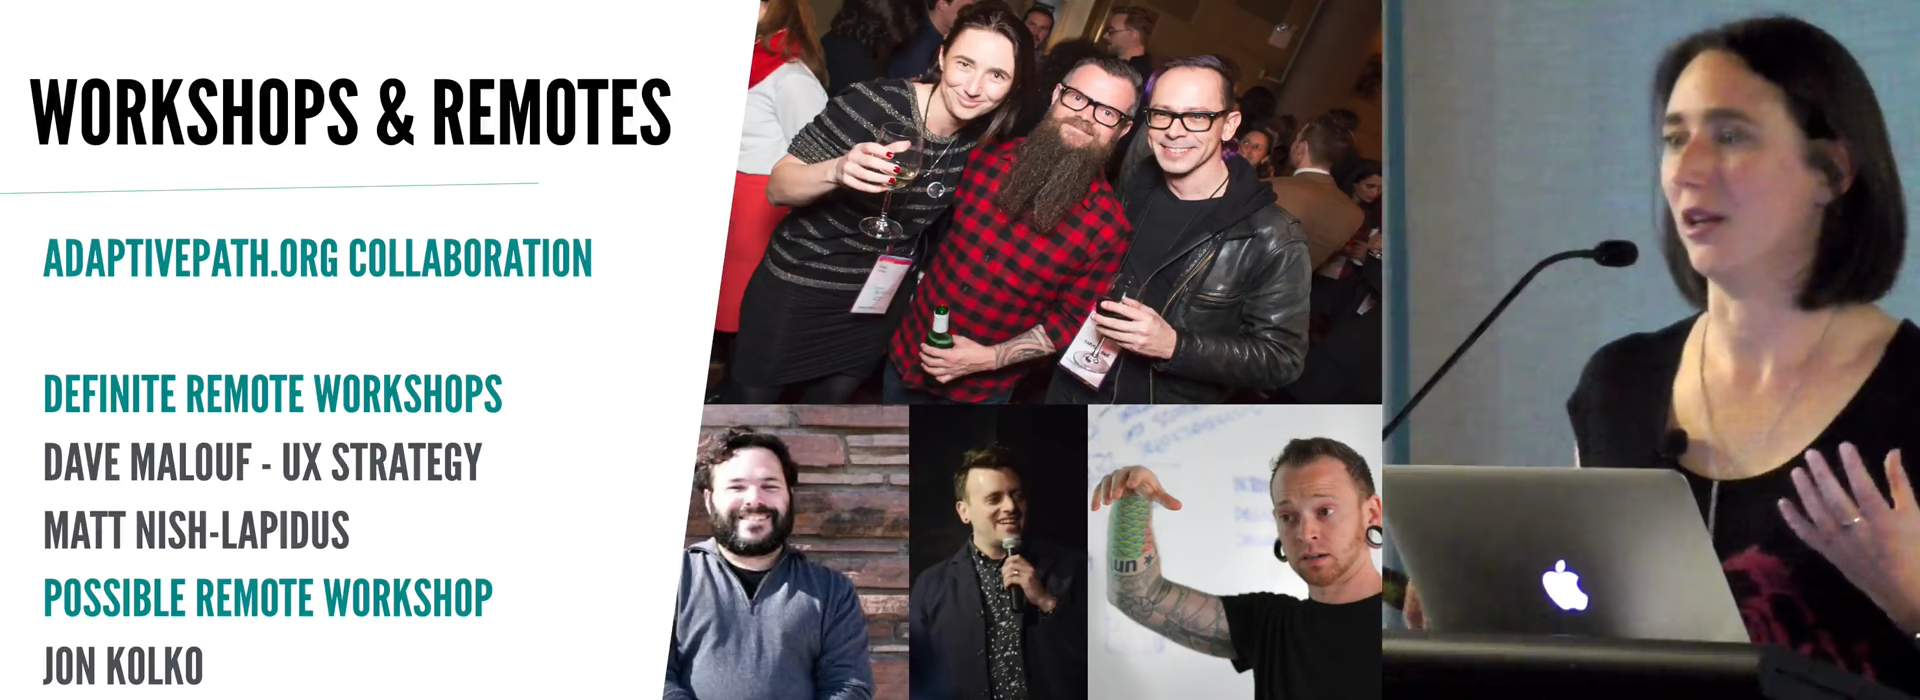 WORKSHOPS & REMOTES
ADAPTIVEPATH.ORG COLLABORATION
DEFINITE REMOTE WORKSHOPS
DAVE MALOUF - UX STRATEGY
MATT NISH-LAPIDUS
POSSIBLE REMOTE WORKSHOP
JON KOLKO
un